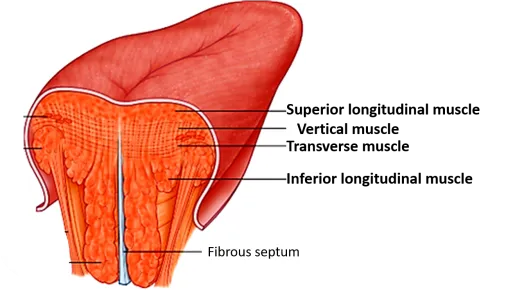 Superior longitudinal muscle
Vertical muscle
Transverse muscle
Inferior longitudinal muscle
Fibrous septum